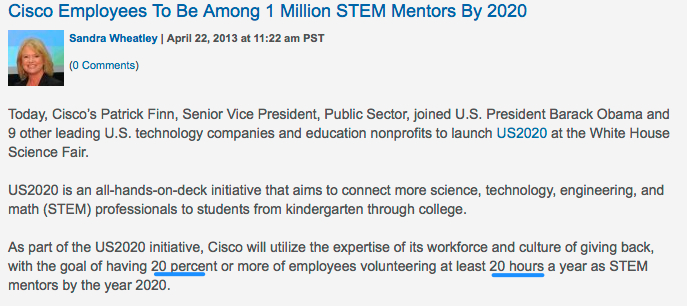 Cisco Employees To Be Among 1 Million STEM Mentors By 2020
Sandra Wheatley | April 22, 2013 at 11:22 am PST
(0 Comments)
Today, Cisco's Patrick Finn, Senior Vice President, Public Sector, joined U.S. President Barack Obama and
9 other leading U.S. technology companies and education nonprofits to launch US2020 at the White House
Science Fair.
US2020 is an all-hands-on-deck initiative that aims to connect more science, technology, engineering, and
math (STEM) professionals to students from kindergarten through college.
As part of the US2020 initiative, Cisco will utilize the expertise of its workforce and culture of giving back,
with the goal of having 20 percent or more of employees volunteering at least 20 hours a year as STEM
mentors by the year 2020.